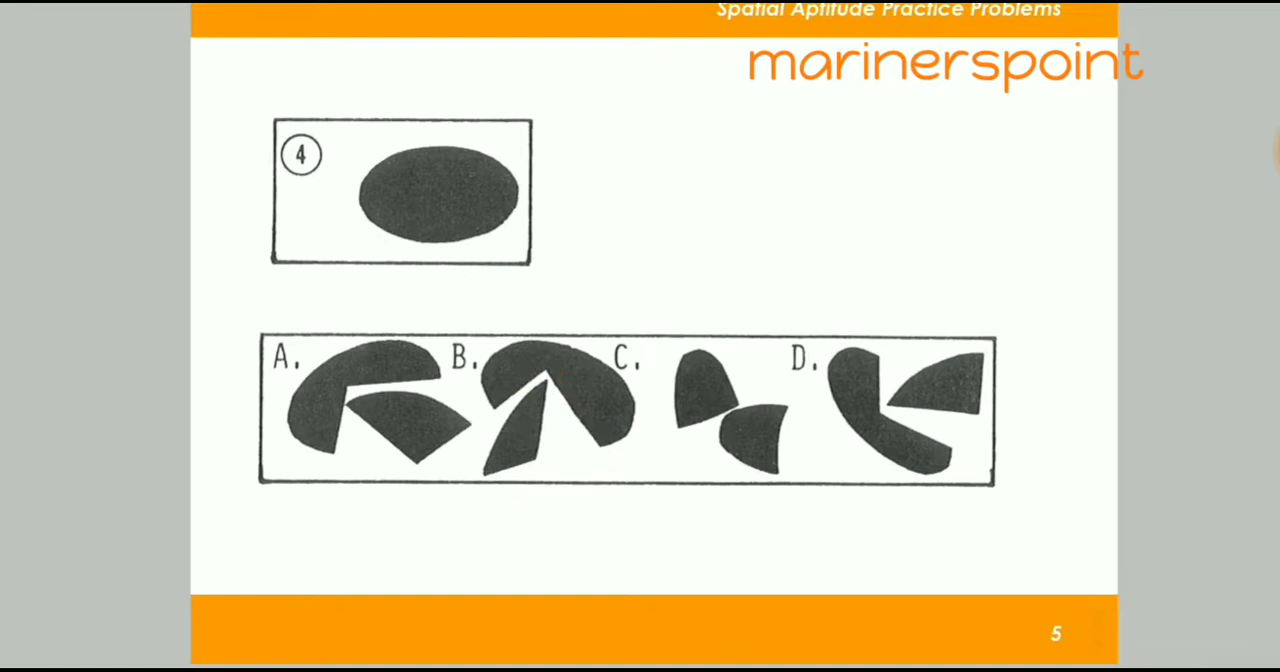 Spatial Aptitude Practice Problems
marinerspoint
4
A. B. C. D.
5